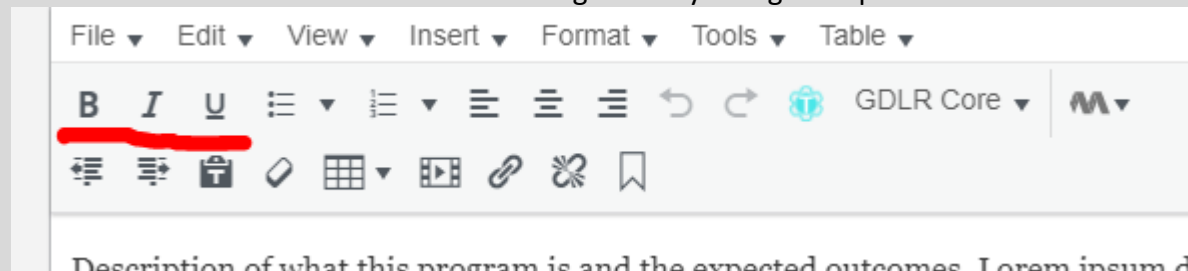 File Edit View Insert Format Tools Table
B I U GDLR Core
Description of what this program is and the expected outcomes. Lorem ipsum d